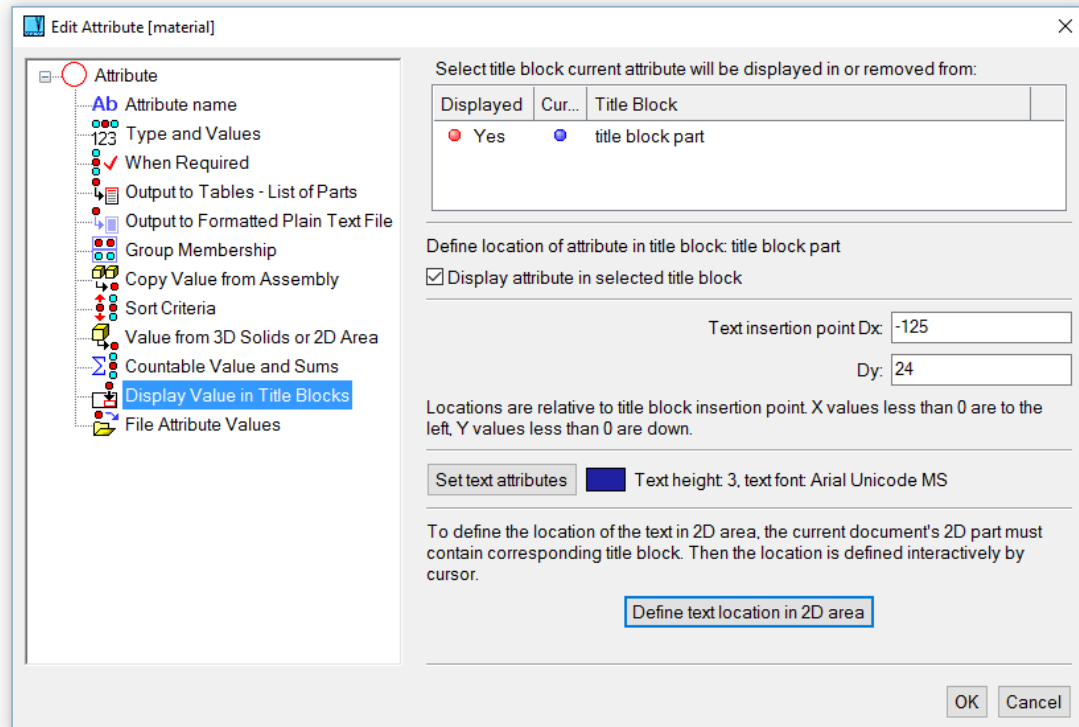 Edit Attribute [material]
Attribute
Ab Attribute name
123 Type and Values
When Required
Output to Tables - List of Parts
Output to Formatted Plain Text File
Group Membership
Copy Value from Assembly
Sort Criteria
Value from 3D Solids or 2D Area
Σ Countable Value and Sums
Display Value in Title Blocks
File Attribute Values
Select title block current attribute will be displayed in or removed from:
Displayed Cur... Title Block
Yes title block part
Define location of attribute in title block: title block part
Display attribute in selected title block
Text insertion point Dx: -125
Dy: 24
Locations are relative to title block insertion point. X values less than 0 are to the
left, Y values less than 0 are down.
Set text attributes Text height: 3, text font: Arial Unicode MS
To define the location of the text in 2D area, the current document's 2D part must
contain corresponding title block. Then the location is defined interactively by
cursor.
Define text location in 2D area
OK Cancel